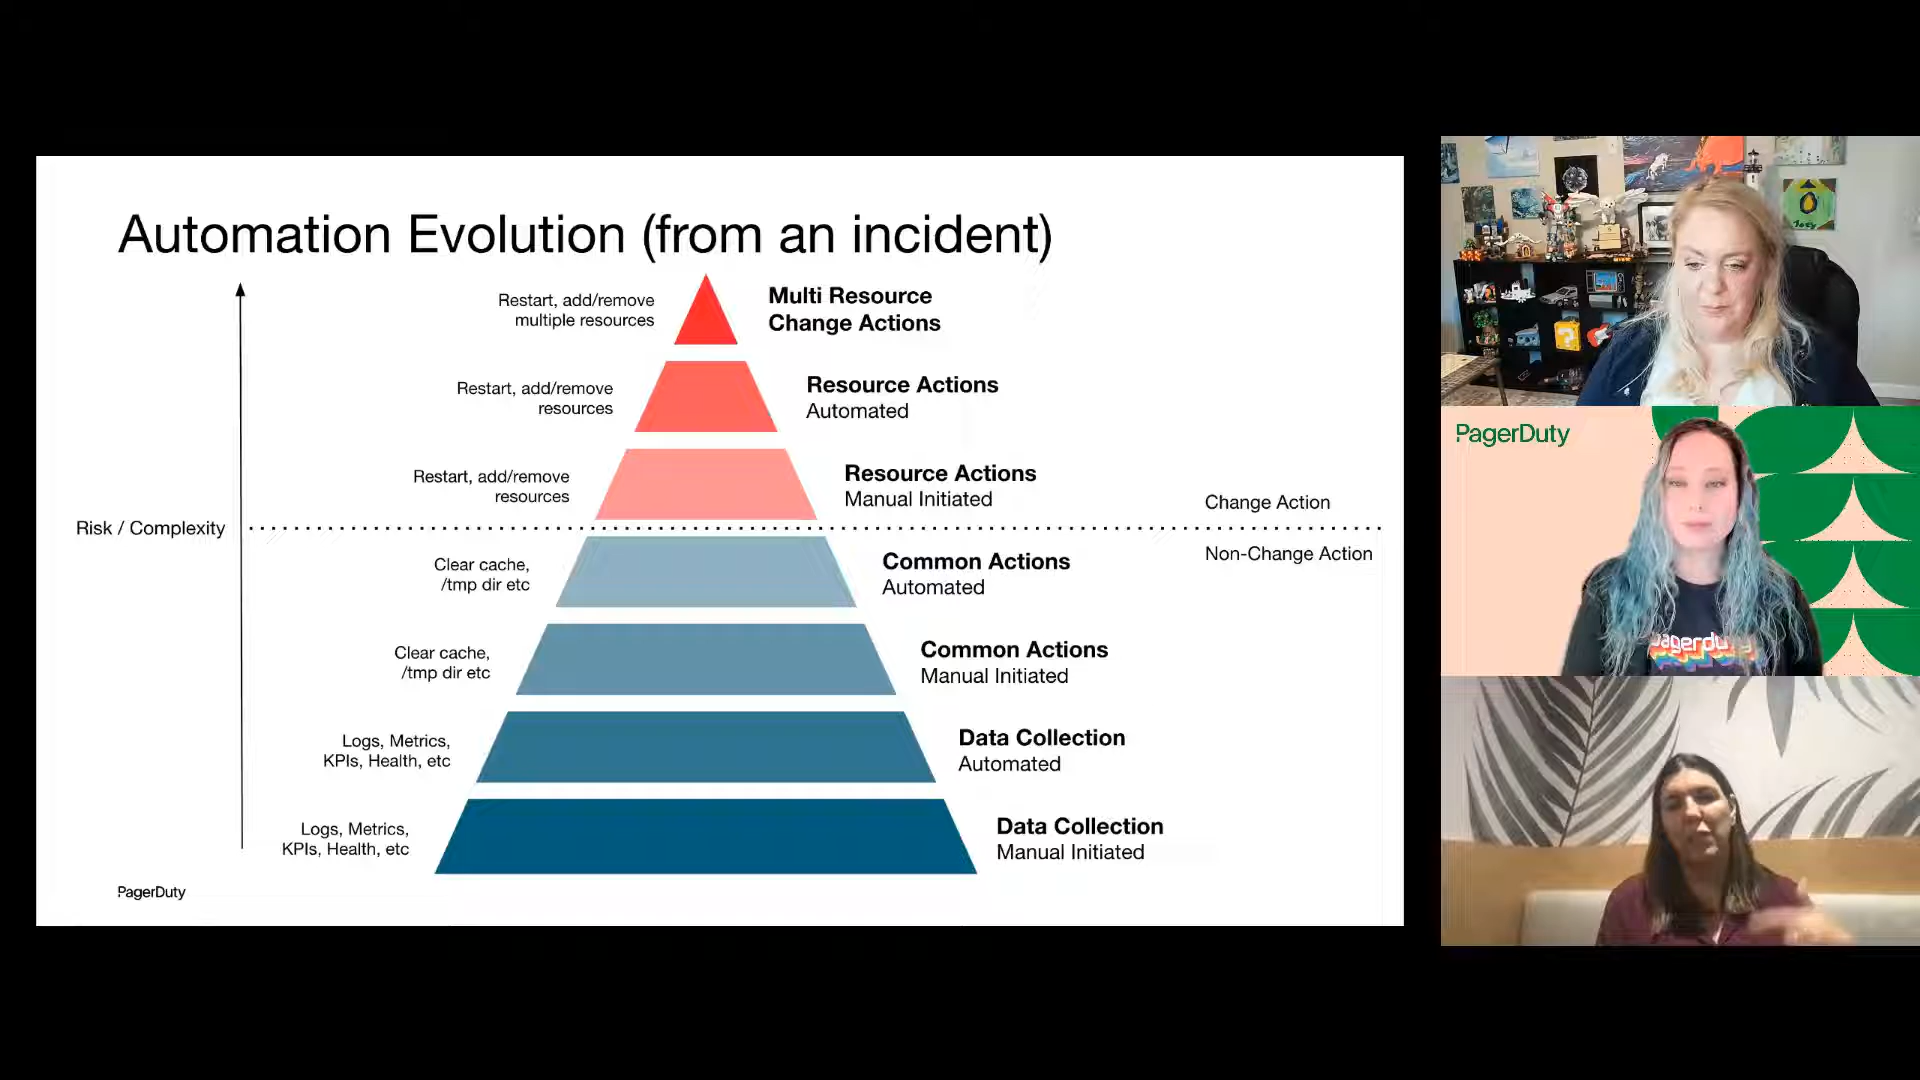 Automation Evolution (from an incident)
Restart, add/remove
multiple resources
Multi Resource
Change Actions
Restart, add/remove
resources
Resource Actions
Automated
Restart, add/remove
resources
Resource Actions
Manual Initiated
Change Action
Risk / Complexity
Non-Change Action
Clear cache,
/tmp dir etc
Common Actions
Automated
Clear cache,
/tmp dir etc
Common Actions
Manual Initiated
Logs, Metrics,
KPIs, Health, etc
Data Collection
Automated
Logs, Metrics,
KPIs, Health, etc
Data Collection
Manual Initiated
PagerDuty
PagerDuty